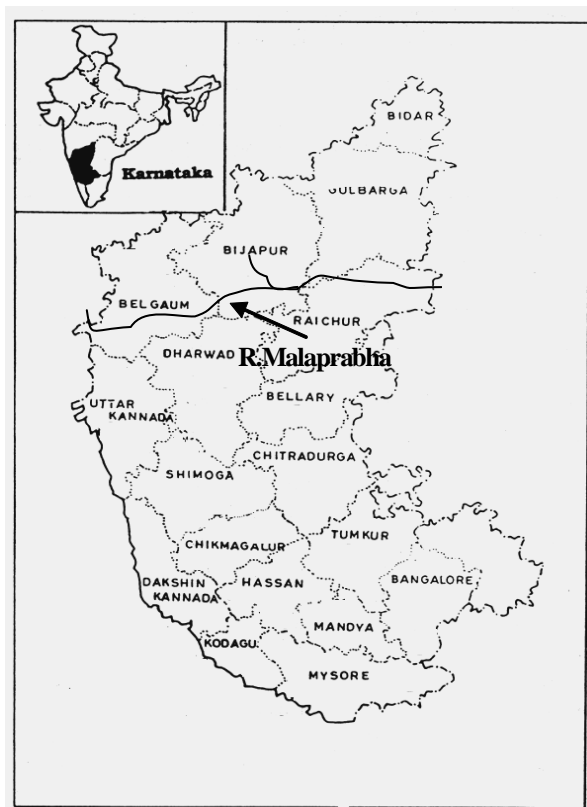 Karnataka
BIDAR
GULBARGA
BIJAPUR
BELGAUM
RAICHUR
DHARWAD
R.Malaprabha
BELLARY
UTTAR
KANNADA
CHITRADURGA
SHIMOGA
TUMKUR
CHIKMAGALUR
DAKSHIN
KANNADA
HASSAN
BANGALORE
MANDYA
KODAGU
MYSORE